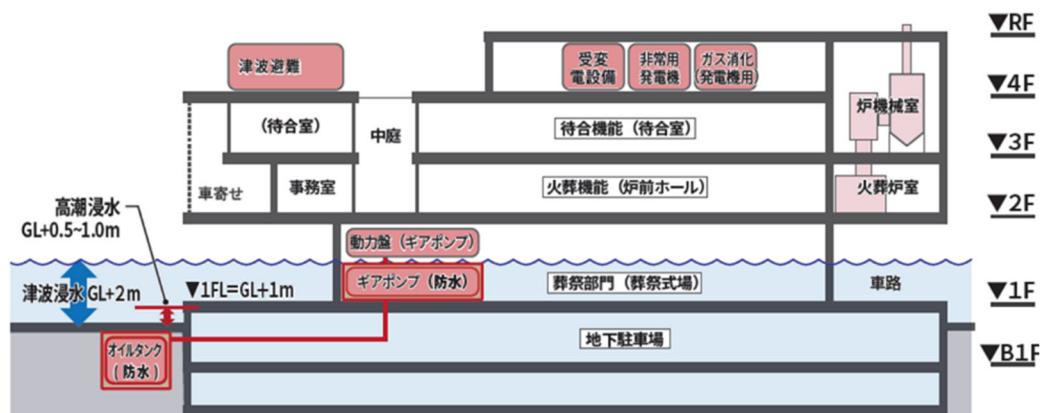 ▼RF
津波避難
受変
電設備
非常用
発電機
ガス消化
(発電機用)
▼4F
炉機械室
(待合室)
中庭
待合機能（待合室）
▼3F
車寄せ
事務室
火葬機能（炉前ホール）
火葬炉室
▼2F
高潮浸水
GL+0.5~1.0m
動力盤（ギアポンプ）
津波浸水 GL+2m
▼1FL=GL+1m
ギアポンプ（防水）
葬祭部門（葬祭式場）
車路
▼1F
オイルタンク
(防水)
地下駐車場
▼B1F